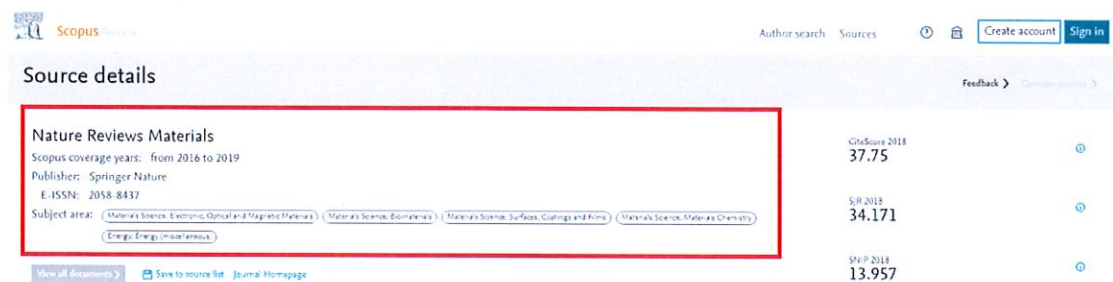 Scopus Preview
Author search Sources
Create account Sign in
Source details
Feedback >
Compare sources >
Nature Reviews Materials
Scopus coverage years: from 2016 to 2019
Publisher: Springer Nature
E-ISSN: 2058-8437
Subject area: Materials Science: Electronic, Optical and Magnetic Materials Materials Science: Biomaterials Materials Science: Surfaces, Coatings and Films Materials Science: Materials Chemistry
Energy: Energy (miscellaneous)
View all documents > Save to source list Journal Homepage
CiteScore 2018
37.75
SJR 2018
34.171
SNIP 2018
13.957